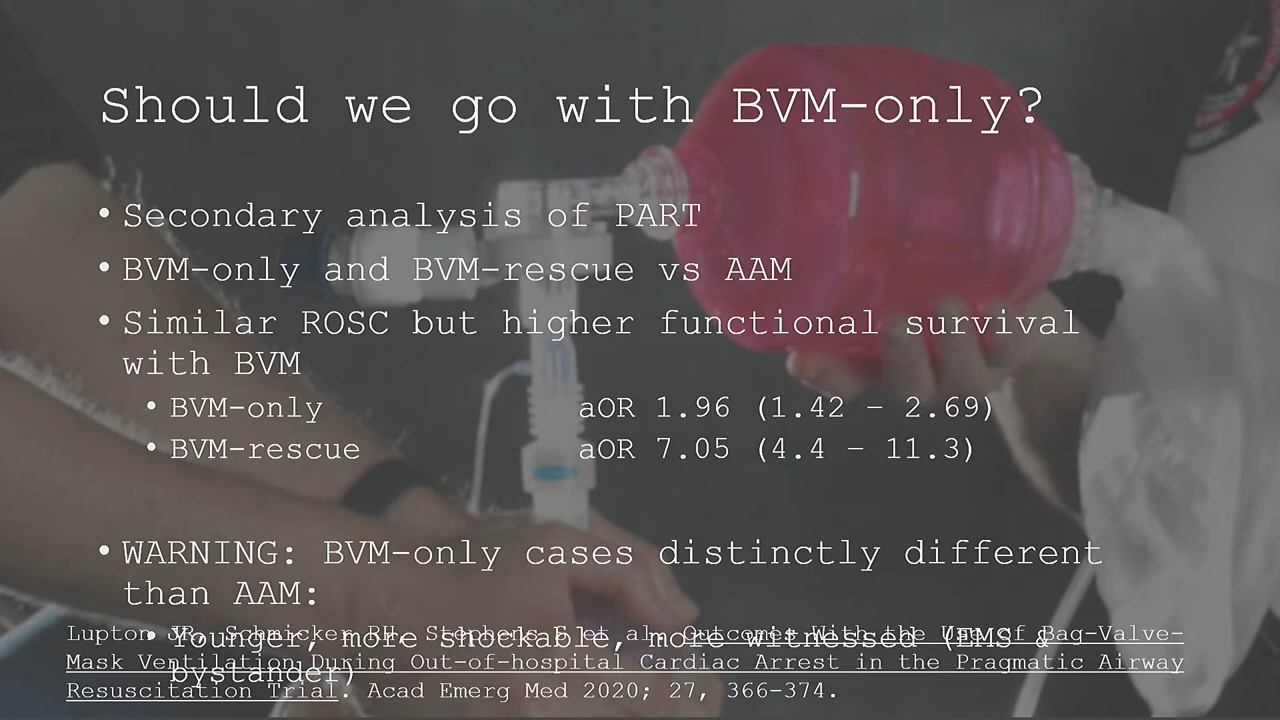 Should we go with BVM-only?
• Secondary analysis of PART
• BVM-only and BVM-rescue vs AAM
• Similar ROSC but higher functional survival
with BVM
• BVM-only aOR 1.96 (1.42 – 2.69)
• BVM-rescue aOR 7.05 (4.4 – 11.3)
• WARNING: BVM-only cases distinctly different
than AAM:
• Younger, more shockable, more witnessed (EMS &
bystander)
Lupton JR, Schmicker RH, Stephens S et al. Outcomes With the Use of Bag-Valve-
Mask Ventilation During Out-of-hospital Cardiac Arrest in the Pragmatic Airway
Resuscitation Trial. Acad Emerg Med 2020; 27, 366-374.